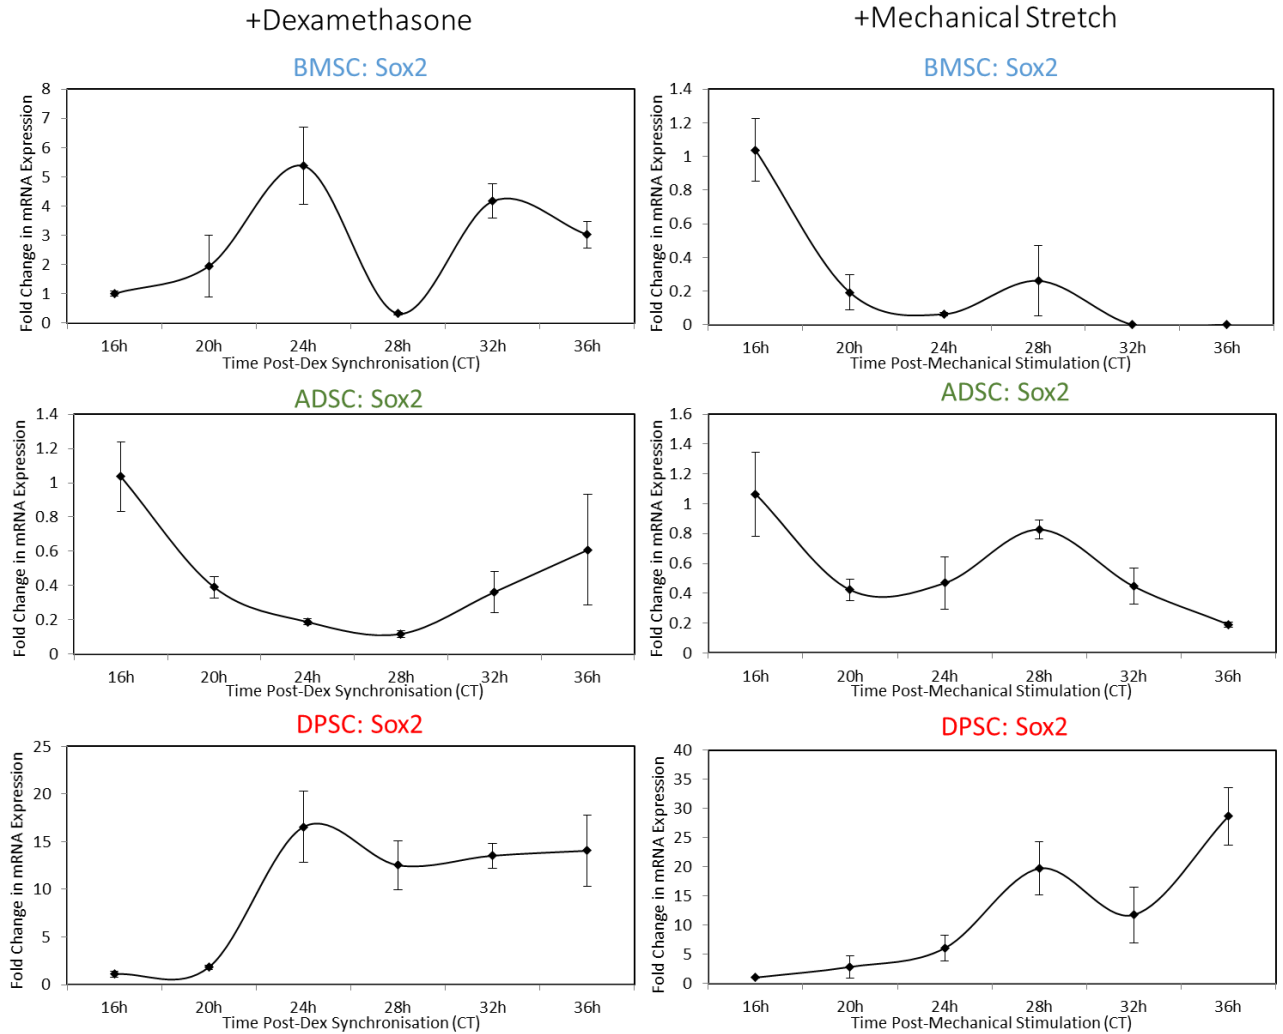 +Dexamethasone
+Mechanical Stretch
BMSC: Sox2
Fold Change in mRNA Expression
8
7
6
5
4
3
2
1
0
16h 20h 24h 28h 32h 36h
Time Post-Dex Synchronisation (CT)
BMSC: Sox2
Fold Change in mRNA Expression
1.4
1.2
1
0.8
0.6
0.4
0.2
0
16h 20h 24h 28h 32h 36h
Time Post-Mechanical Stimulation (CT)
ADSC: Sox2
Fold Change in mRNA Expression
1.4
1.2
1
0.8
0.6
0.4
0.2
0
16h 20h 24h 28h 32h 36h
Time Post-Dex Synchronisation (CT)
ADSC: Sox2
Fold Change in mRNA Expression
1.6
1.4
1.2
1
0.8
0.6
0.4
0.2
0
16h 20h 24h 28h 32h 36h
Time Post-Mechanical Stimulation (CT)
DPSC: Sox2
Fold Change in mRNA Expression
25
20
15
10
5
0
16h 20h 24h 28h 32h 36h
Time Post-Dex Synchronisation (CT)
DPSC: Sox2
Fold Change in mRNA Expression
40
35
30
25
20
15
10
5
0
16h 20h 24h 28h 32h 36h
Time Post-Mechanical Stimulation (CT)